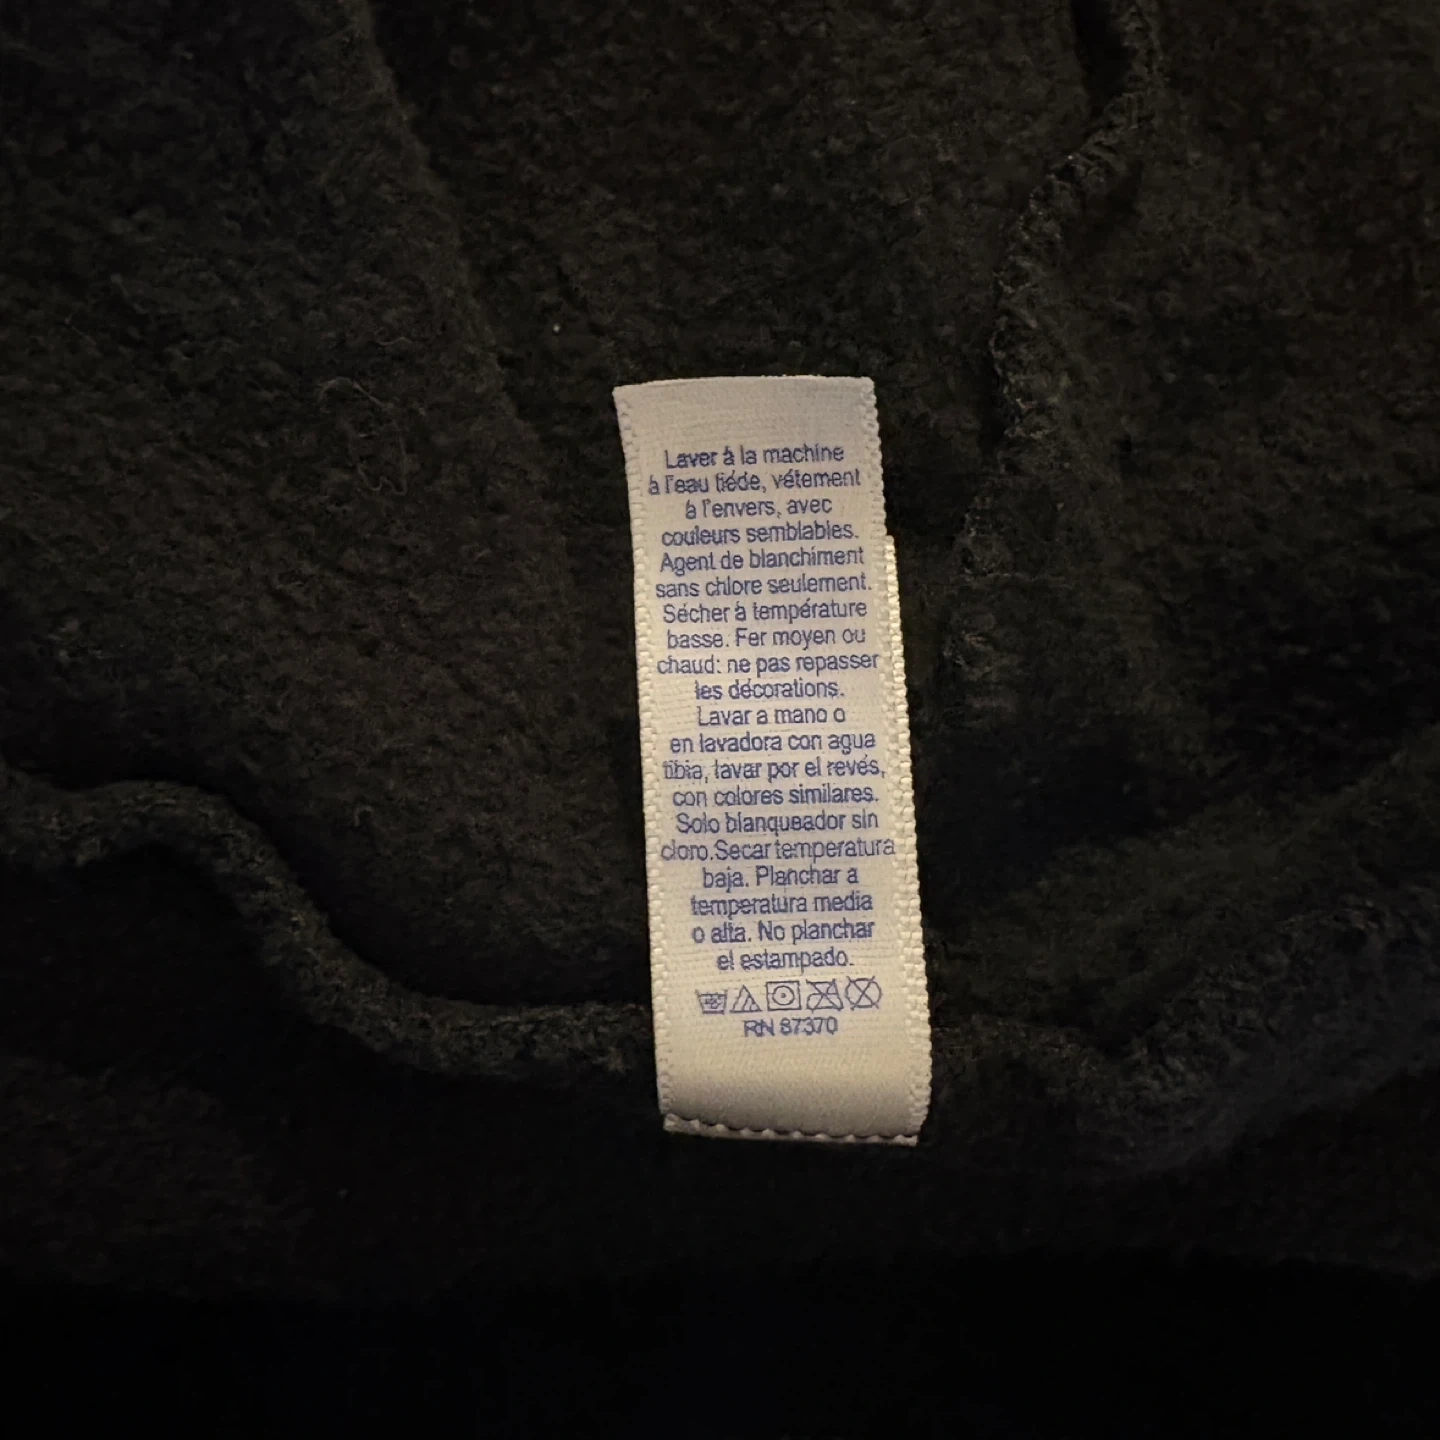 Laver à la machine
à l'eau tiéde, vétement
à l'envers, avec
couleurs semblables.
Agent de blanchiment
sans chlore seulement.
Sécher à température
basse. Fer moyen ou
chaud: ne pas repasser
les décorations.
Lavar a mano o
en lavadora con agua
tibia, lavar por el revés,
con colores similares.
Solo blanqueador sin
cloro.Secar temperatura
baja. Planchar a
temperatura media
o alta. No planchar
el estampado.
RN 87370